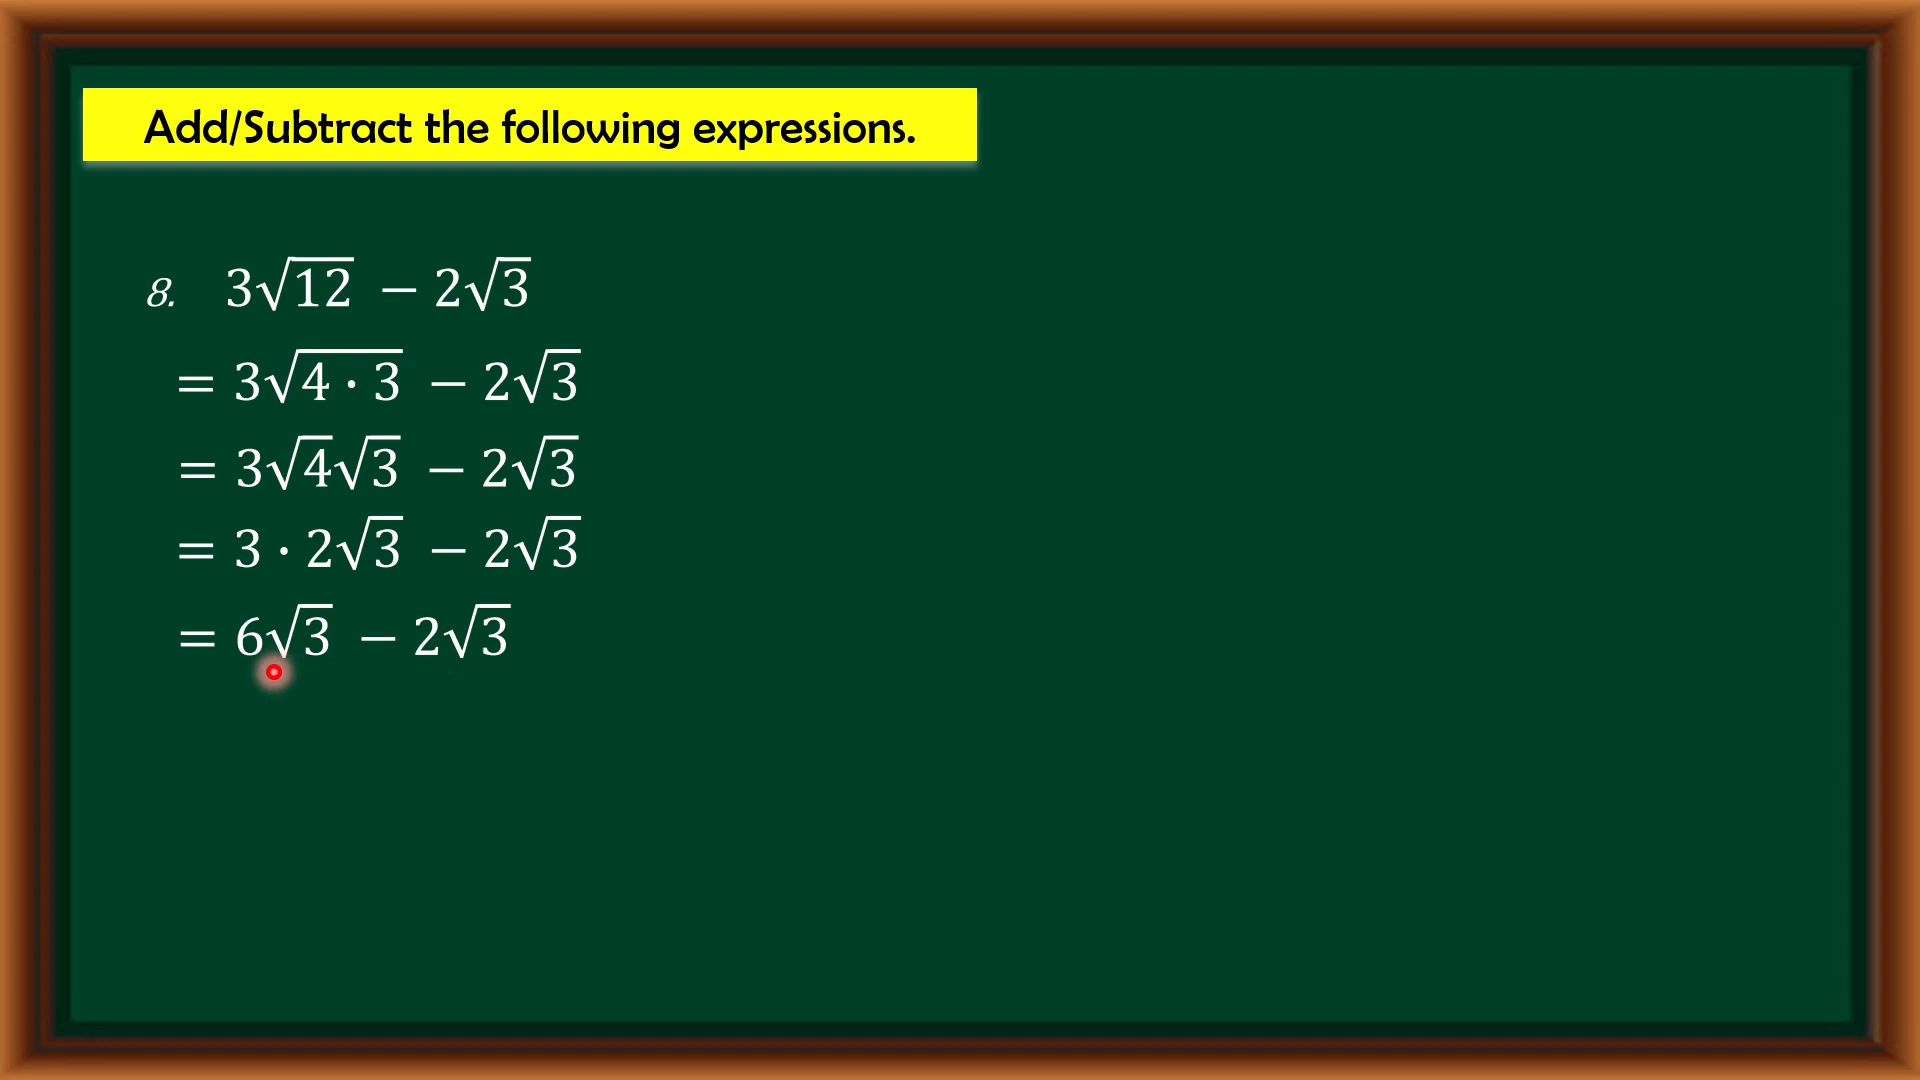 Add/Subtract the following expressions.
8. 3√12 − 2√3
= 3√4 · 3 − 2√3
= 3√4√3 − 2√3
= 3 · 2√3 − 2√3
= 6√3 − 2√3